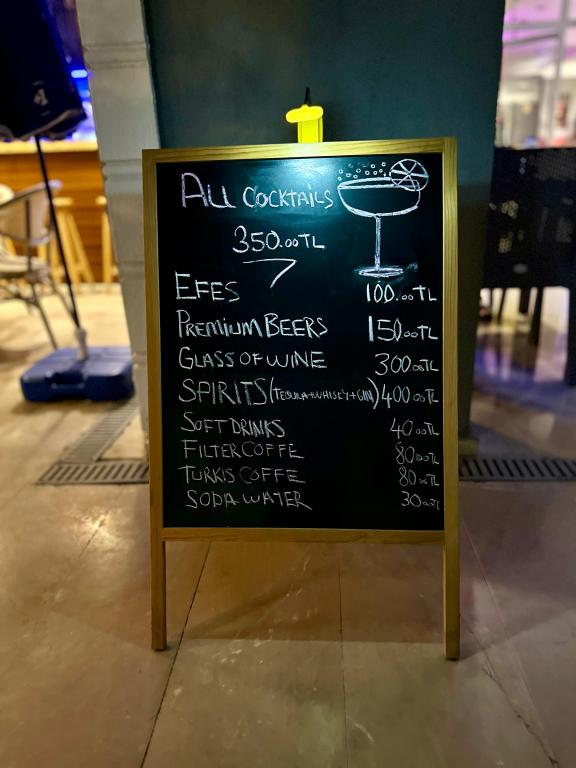 ALL COCKTAILS
350.00TL
EFES 100.00TL
PREMIUM BEERS 150.00TL
GLASS OF WINE 300.00TL
SPIRITS(TEQUILA+WHISKY+GIN) 400.00TL
SOFT DRINKS 40.00TL
FILTER COFFE 80.00TL
TURKIS COFFE 80.00TL
SODA WATER 30.00TL